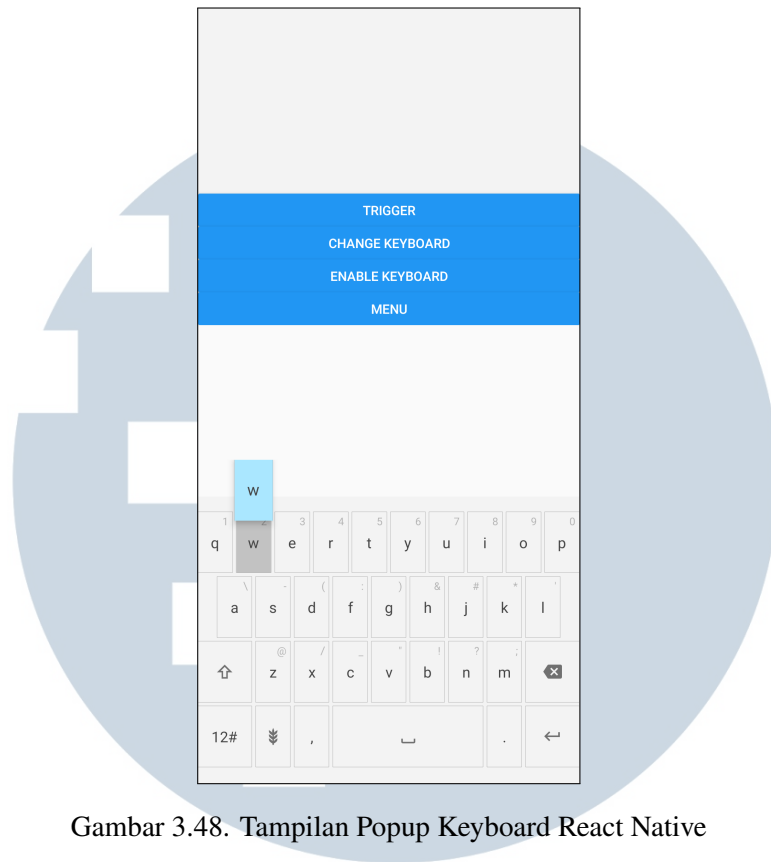 TRIGGER
CHANGE KEYBOARD
ENABLE KEYBOARD
MENU
w
1 2 3 4 5 6 7 8 9 0
q w e r t y u i o p
\ - ( : ) & # * '
a s d f g h j k l
@ / _ " ! ? ;
z x c v b n m
12# , .
Gambar 3.48. Tampilan Popup Keyboard React Native